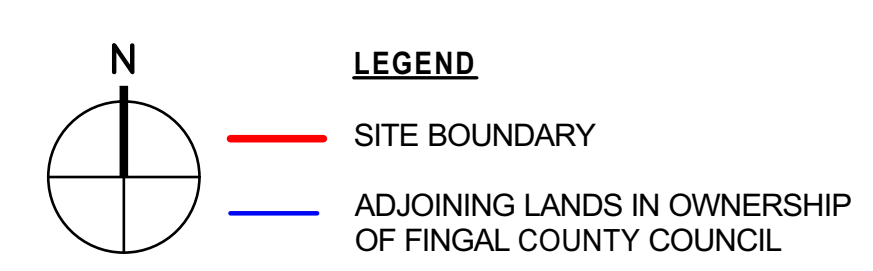 N
LEGEND
SITE BOUNDARY
ADJOINING LANDS IN OWNERSHIP
OF FINGAL COUNTY COUNCIL